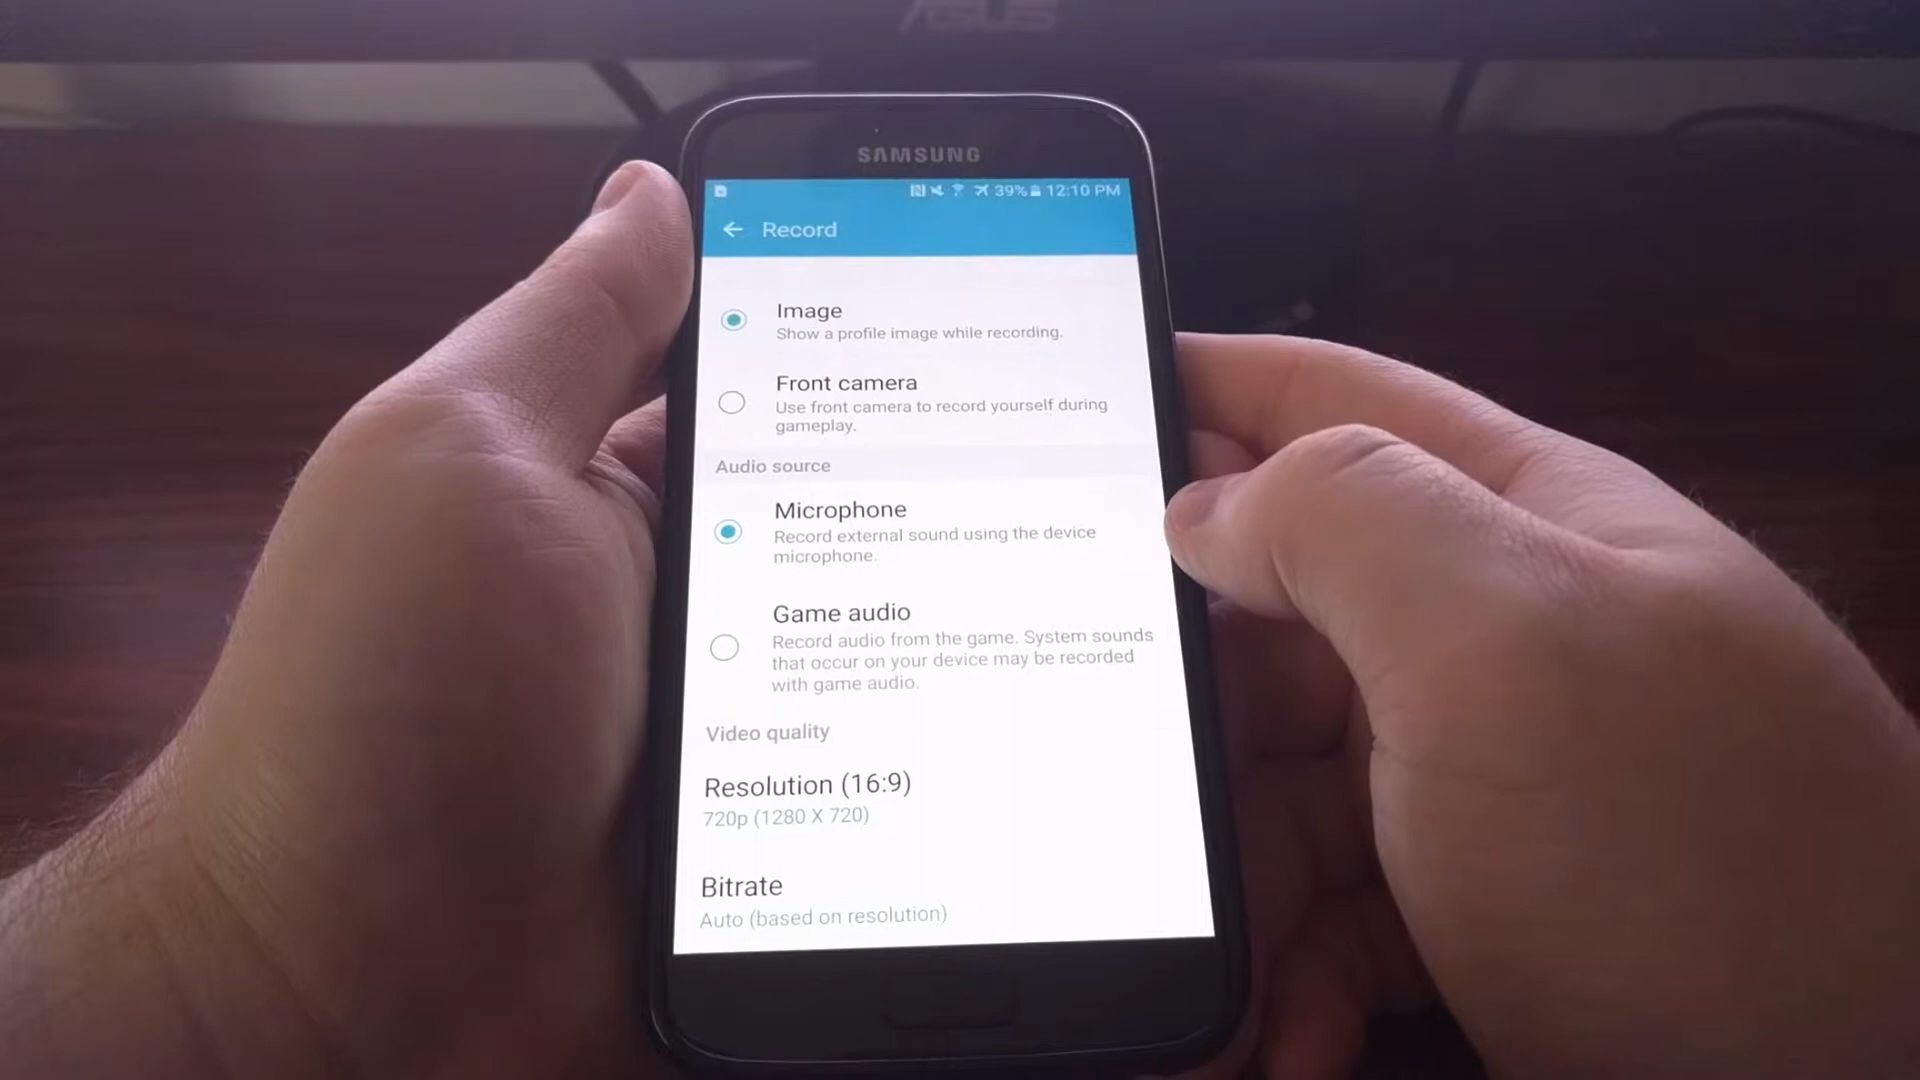 ASUS
SAMSUNG
39% 12:10 PM
Record
Image
Show a profile image while recording.
Front camera
Use front camera to record yourself during
gameplay.
Audio source
Microphone
Record external sound using the device
microphone.
Game audio
Record audio from the game. System sounds
that occur on your device may be recorded
with game audio.
Video quality
Resolution (16:9)
720p (1280 X 720)
Bitrate
Auto (based on resolution)